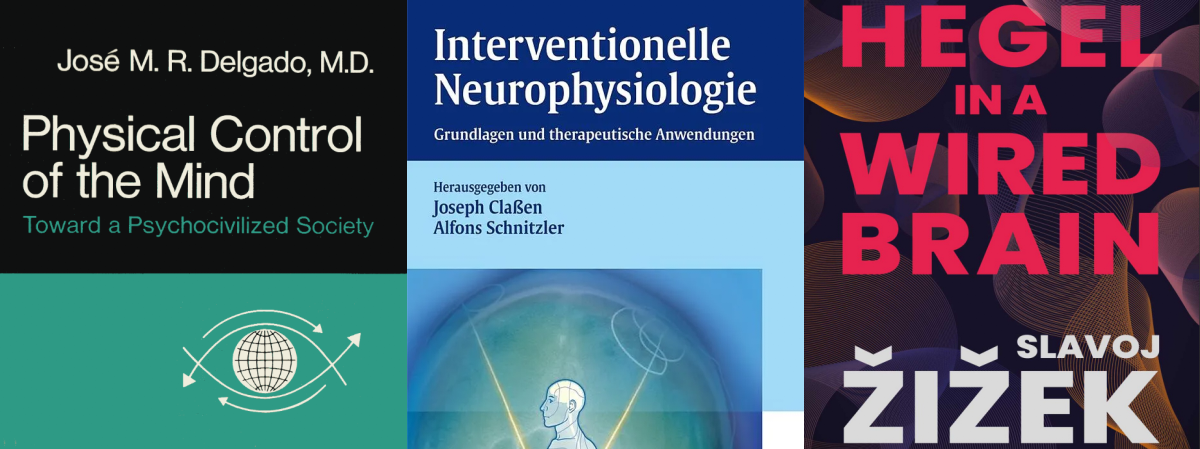 José M. R. Delgado, M.D.
Physical Control
of the Mind
Toward a Psychocivilized Society
Interventionelle
Neurophysiologie
Grundlagen und therapeutische Anwendungen
Herausgegeben von
Joseph Claßen
Alfons Schnitzler
HEGEL
IN A
WIRED
BRAIN
SLAVOJ
ŽIŽEK